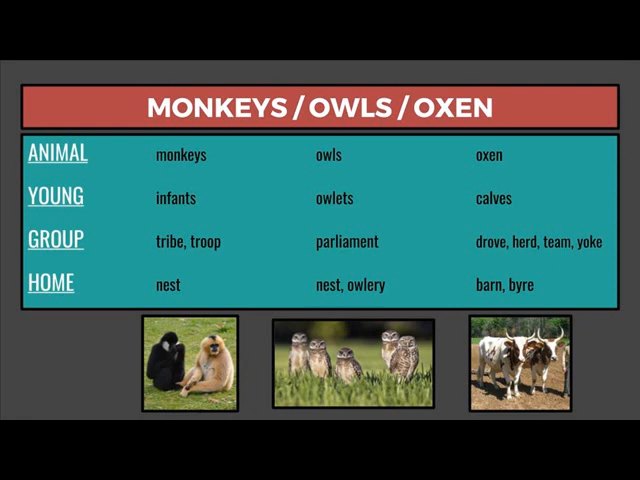 MONKEYS / OWLS / OXEN
ANIMAL monkeys owls oxen
YOUNG infants owlets calves
GROUP tribe, troop parliament drove, herd, team, yoke
HOME nest nest, owlery barn, byre